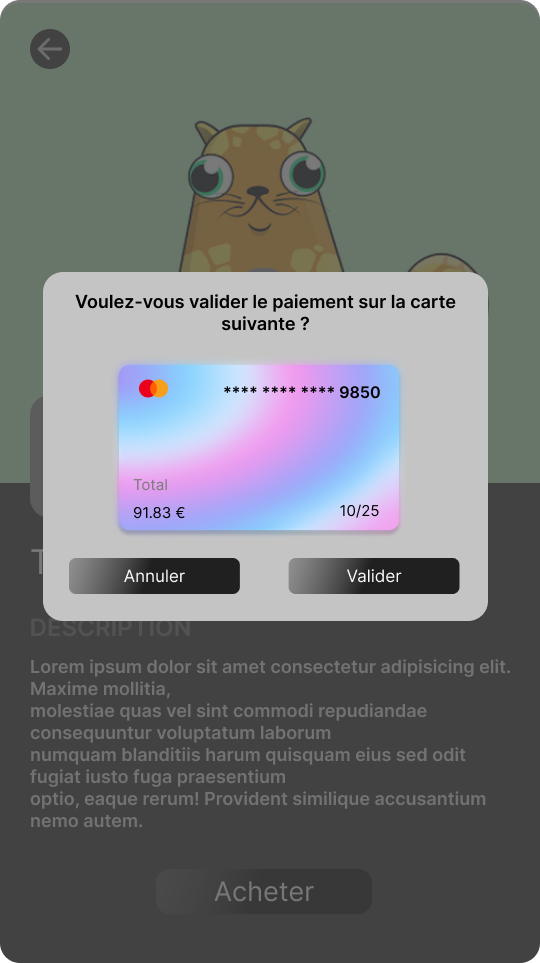 Voulez-vous valider le paiement sur la carte
suivante ?
**** **** **** 9850
Total
91.83 €
10/25
Annuler
Valider
DESCRIPTION
Lorem ipsum dolor sit amet consectetur adipisicing elit.
Maxime mollitia,
molestiae quas vel sint commodi repudiandae
consequuntur voluptatum laborum
numquam blanditiis harum quisquam eius sed odit
fugiat iusto fuga praesentium
optio, eaque rerum! Provident similique accusantium
nemo autem.
Acheter